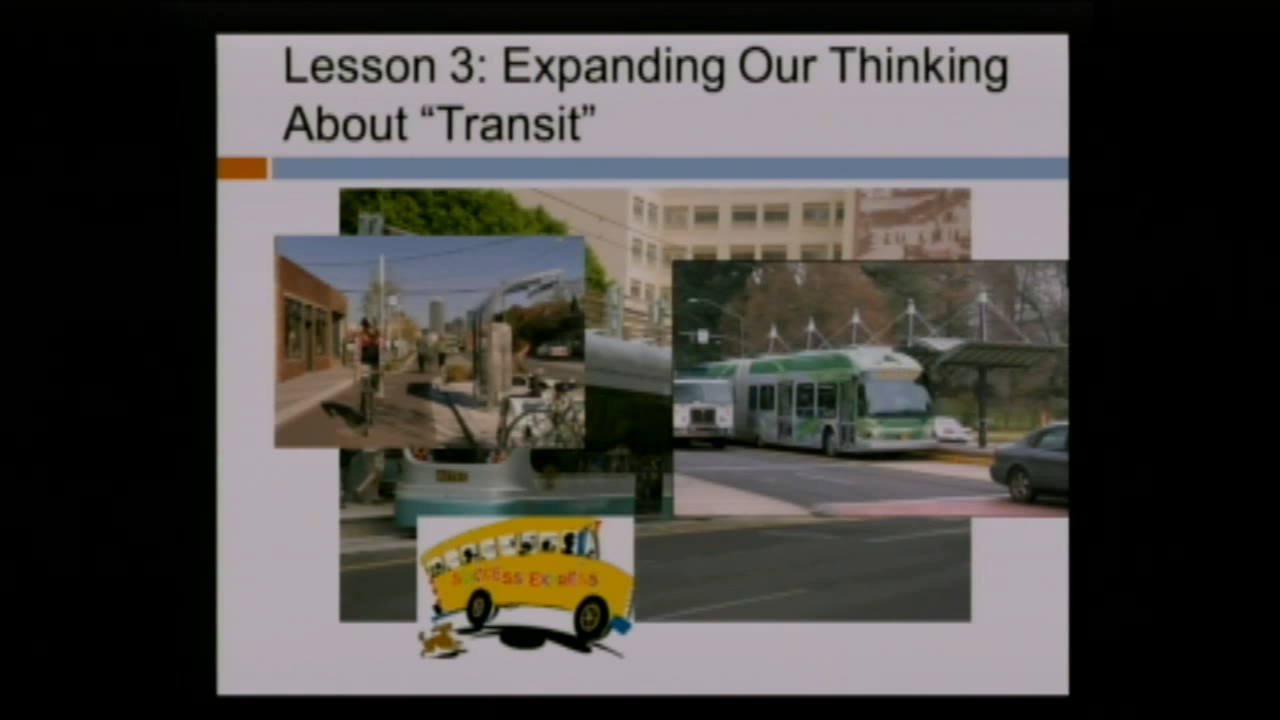 Lesson 3: Expanding Our Thinking
About “Transit”
SUCCESS EXPRESS